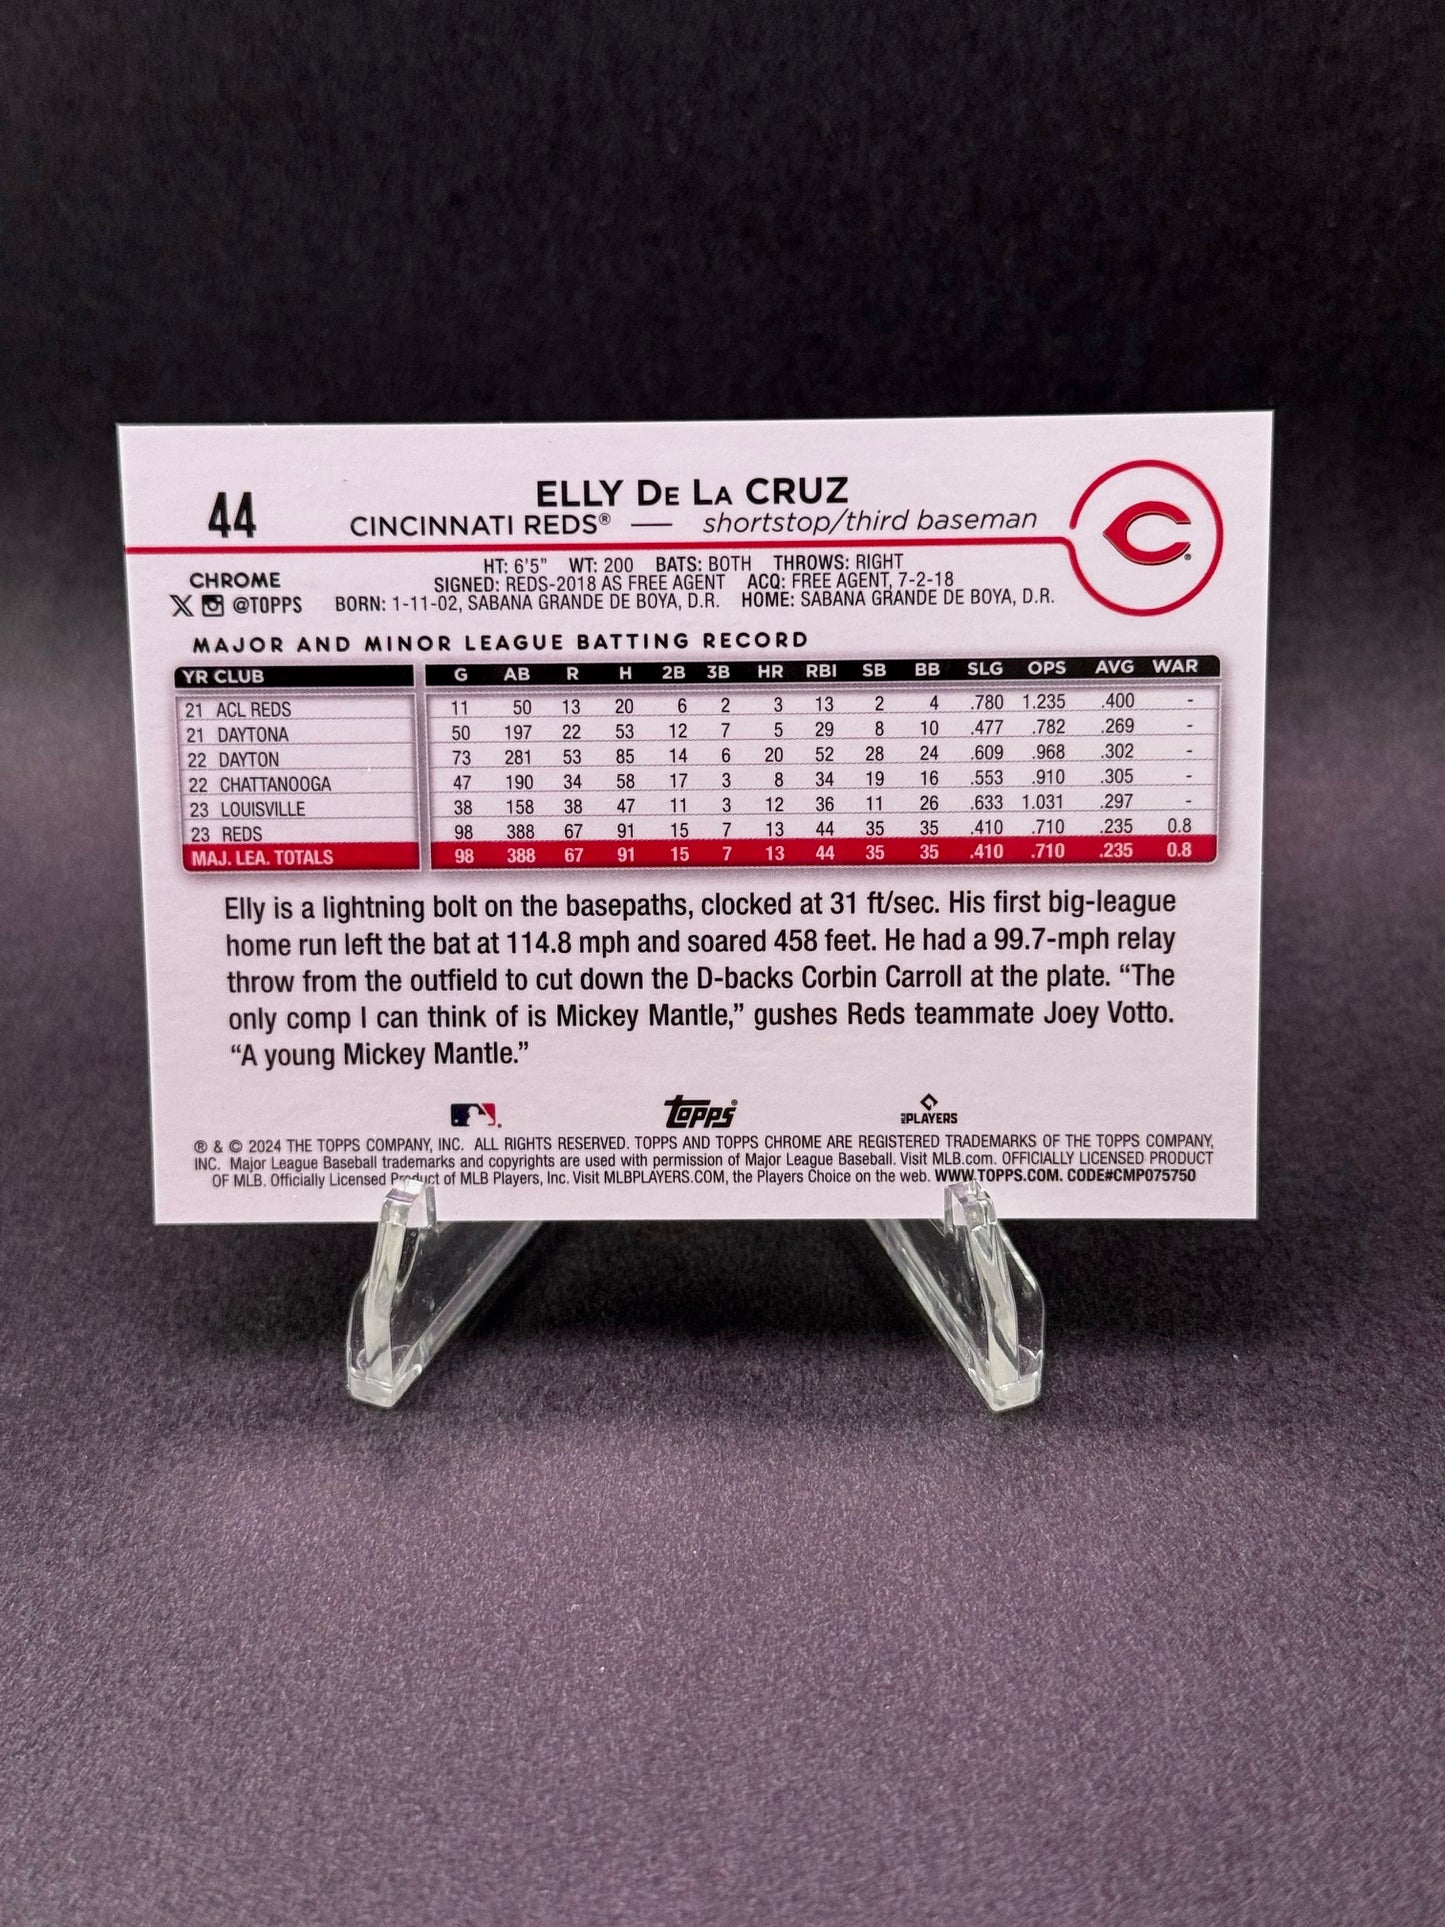 44
ELLY De La CRUZ
CINCINNATI REDS® — shortstop/third baseman
C
CHROME
X @TOPPS
HT: 6'5" WT: 200 BATS: BOTH THROWS: RIGHT
SIGNED: REDS-2018 AS FREE AGENT ACQ: FREE AGENT, 7-2-18
BORN: 1-11-02, SABANA GRANDE DE BOYA, D.R. HOME: SABANA GRANDE DE BOYA, D.R.
MAJOR AND MINOR LEAGUE BATTING RECORD
YR CLUB G AB R H 2B 3B HR RBI SB BB SLG OPS AVG WAR
21 ACL REDS 11 50 13 20 6 2 3 13 2 4 .780 1.235 .400 -
21 DAYTONA 50 197 22 53 12 7 5 29 8 10 .477 .782 .269 -
22 DAYTON 73 281 53 85 14 6 20 52 28 24 .609 .968 .302 -
22 CHATTANOOGA 47 190 34 58 17 3 8 34 19 16 .553 .910 .305 -
23 LOUISVILLE 38 158 38 47 11 3 12 36 11 26 .633 1.031 .297 -
23 REDS 98 388 67 91 15 7 13 44 35 35 .410 .710 .235 0.8
MAJ. LEA. TOTALS 98 388 67 91 15 7 13 44 35 35 .410 .710 .235 0.8
Elly is a lightning bolt on the basepaths, clocked at 31 ft/sec. His first big-league
home run left the bat at 114.8 mph and soared 458 feet. He had a 99.7-mph relay
throw from the outfield to cut down the D-backs Corbin Carroll at the plate. “The
only comp I can think of is Mickey Mantle,” gushes Reds teammate Joey Votto.
“A young Mickey Mantle.”
Topps® MLB PLAYERS
® & © 2024 THE TOPPS COMPANY, INC. ALL RIGHTS RESERVED. TOPPS AND TOPPS CHROME ARE REGISTERED TRADEMARKS OF THE TOPPS COMPANY,
INC. Major League Baseball trademarks and copyrights are used with permission of Major League Baseball. Visit MLB.com. OFFICIALLY LICENSED PRODUCT
OF MLB. Officially Licensed Product of MLB Players, Inc. Visit MLBPLAYERS.COM, the Players Choice on the web. WWW.TOPPS.COM. CODE#CMP075750